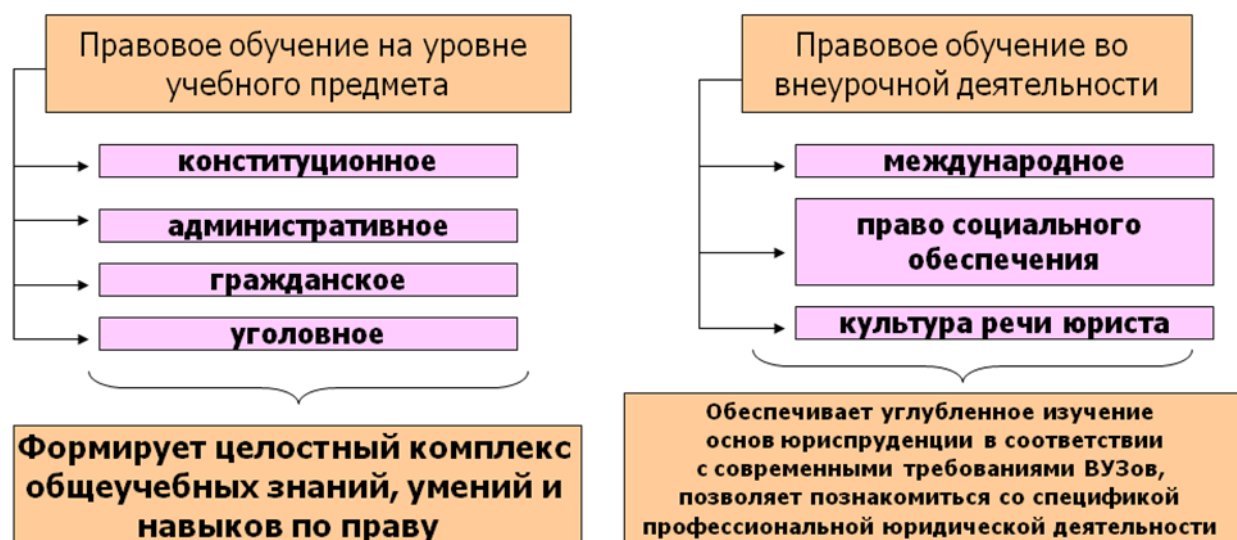 Правовое обучение на уровне
учебного предмета
конституционное
административное
гражданское
уголовное
Формирует целостный комплекс
общеучебных знаний, умений и
навыков по праву
Правовое обучение во
внеурочной деятельности
международное
право социального
обеспечения
культура речи юриста
Обеспечивает углубленное изучение
основ юриспруденции в соответствии
с современными требованиями ВУЗов,
позволяет познакомиться со спецификой
профессиональной юридической деятельности